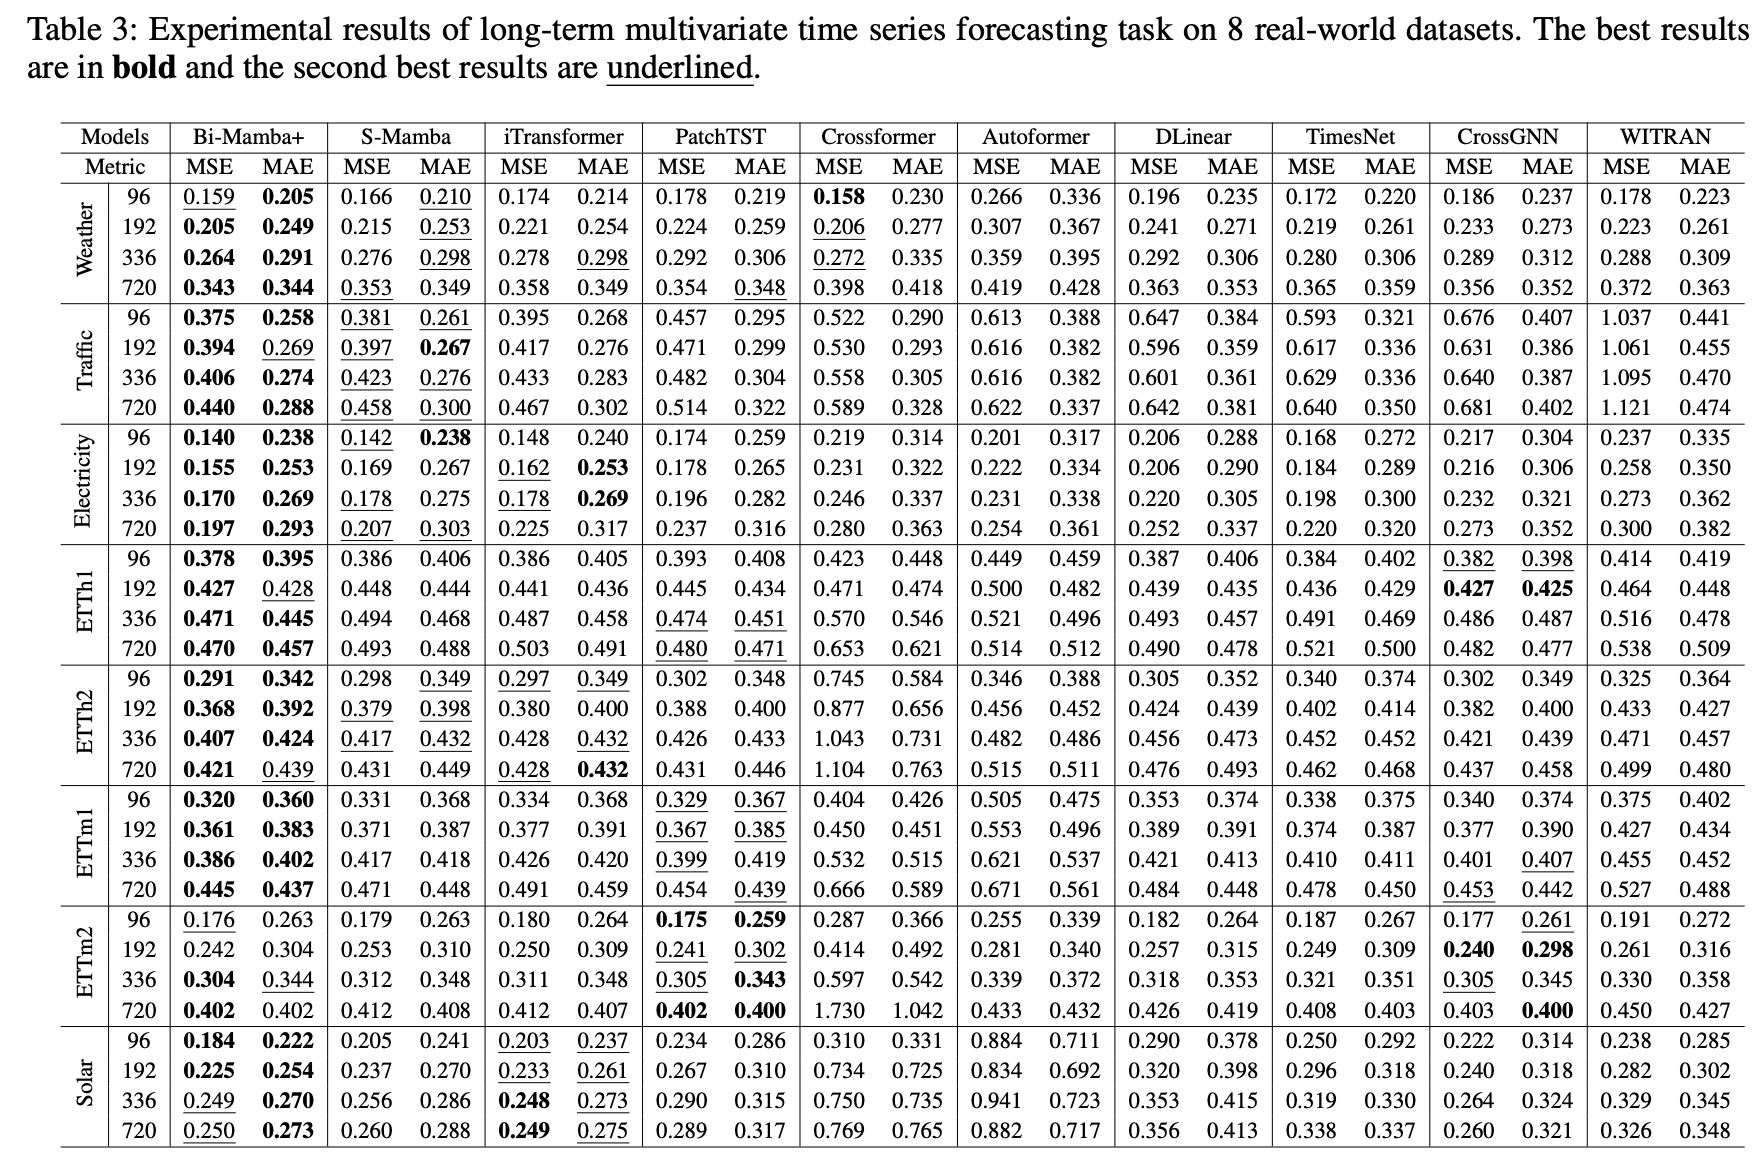 Table 3: Experimental results of long-term multivariate time series forecasting task on 8 real-world datasets. The best results
are in bold and the second best results are underlined.
Models Bi-Mamba+ S-Mamba iTransformer PatchTST Crossformer Autoformer DLinear TimesNet CrossGNN WITRAN
Metric MSE MAE MSE MAE MSE MAE MSE MAE MSE MAE MSE MAE MSE MAE MSE MAE MSE MAE MSE MAE
Weather
96 0.159 0.205 0.166 0.210 0.174 0.214 0.178 0.219 0.158 0.230 0.266 0.336 0.196 0.235 0.172 0.220 0.186 0.237 0.178 0.223
192 0.205 0.249 0.215 0.253 0.221 0.254 0.224 0.259 0.206 0.277 0.307 0.367 0.241 0.271 0.219 0.261 0.233 0.273 0.223 0.261
336 0.264 0.291 0.276 0.298 0.278 0.298 0.292 0.306 0.272 0.335 0.359 0.395 0.292 0.306 0.280 0.306 0.289 0.312 0.288 0.309
720 0.343 0.344 0.353 0.349 0.358 0.349 0.354 0.348 0.398 0.418 0.419 0.428 0.363 0.353 0.365 0.359 0.356 0.352 0.372 0.363
Traffic
96 0.375 0.258 0.381 0.261 0.395 0.268 0.457 0.295 0.522 0.290 0.613 0.388 0.647 0.384 0.593 0.321 0.676 0.407 1.037 0.441
192 0.394 0.269 0.397 0.267 0.417 0.276 0.471 0.299 0.530 0.293 0.616 0.382 0.596 0.359 0.617 0.336 0.631 0.386 1.061 0.455
336 0.406 0.274 0.423 0.276 0.433 0.283 0.482 0.304 0.558 0.305 0.616 0.382 0.601 0.361 0.629 0.336 0.640 0.387 1.095 0.470
720 0.440 0.288 0.458 0.300 0.467 0.302 0.514 0.322 0.589 0.328 0.622 0.337 0.642 0.381 0.640 0.350 0.681 0.402 1.121 0.474
Electricity
96 0.140 0.238 0.142 0.238 0.148 0.240 0.174 0.259 0.219 0.314 0.201 0.317 0.206 0.288 0.168 0.272 0.217 0.304 0.237 0.335
192 0.155 0.253 0.169 0.267 0.162 0.253 0.178 0.265 0.231 0.322 0.222 0.334 0.206 0.290 0.184 0.289 0.216 0.306 0.258 0.350
336 0.170 0.269 0.178 0.275 0.178 0.269 0.196 0.282 0.246 0.337 0.231 0.338 0.220 0.305 0.198 0.300 0.232 0.321 0.273 0.362
720 0.197 0.293 0.207 0.303 0.225 0.317 0.237 0.316 0.280 0.363 0.254 0.361 0.252 0.337 0.220 0.320 0.273 0.352 0.300 0.382
ETTh1
96 0.378 0.395 0.386 0.406 0.386 0.405 0.393 0.408 0.423 0.448 0.449 0.459 0.387 0.406 0.384 0.402 0.382 0.398 0.414 0.419
192 0.427 0.428 0.448 0.444 0.441 0.436 0.445 0.434 0.471 0.474 0.500 0.482 0.439 0.435 0.436 0.429 0.427 0.425 0.464 0.448
336 0.471 0.445 0.494 0.468 0.487 0.458 0.474 0.451 0.570 0.546 0.521 0.496 0.493 0.457 0.491 0.469 0.486 0.487 0.516 0.478
720 0.470 0.457 0.493 0.488 0.503 0.491 0.480 0.471 0.653 0.621 0.514 0.512 0.490 0.478 0.521 0.500 0.482 0.477 0.538 0.509
ETTh2
96 0.291 0.342 0.298 0.349 0.297 0.349 0.302 0.348 0.745 0.584 0.346 0.388 0.305 0.352 0.340 0.374 0.302 0.349 0.325 0.364
192 0.368 0.392 0.379 0.398 0.380 0.400 0.388 0.400 0.877 0.656 0.456 0.452 0.424 0.439 0.402 0.414 0.382 0.400 0.433 0.427
336 0.407 0.424 0.417 0.432 0.428 0.432 0.426 0.433 1.043 0.731 0.482 0.486 0.456 0.473 0.452 0.452 0.421 0.439 0.471 0.457
720 0.421 0.439 0.431 0.449 0.428 0.432 0.431 0.446 1.104 0.763 0.515 0.511 0.476 0.493 0.462 0.468 0.437 0.458 0.499 0.480
ETTm1
96 0.320 0.360 0.331 0.368 0.334 0.368 0.329 0.367 0.404 0.426 0.505 0.475 0.353 0.374 0.338 0.375 0.340 0.374 0.375 0.402
192 0.361 0.383 0.371 0.387 0.377 0.391 0.367 0.385 0.450 0.451 0.553 0.496 0.389 0.391 0.374 0.387 0.377 0.390 0.427 0.434
336 0.386 0.402 0.417 0.418 0.426 0.420 0.399 0.419 0.532 0.515 0.621 0.537 0.421 0.413 0.410 0.411 0.401 0.407 0.455 0.452
720 0.445 0.437 0.471 0.448 0.491 0.459 0.454 0.439 0.666 0.589 0.671 0.561 0.484 0.448 0.478 0.450 0.453 0.442 0.527 0.488
ETTm2
96 0.176 0.263 0.179 0.263 0.180 0.264 0.175 0.259 0.287 0.366 0.255 0.339 0.182 0.264 0.187 0.267 0.177 0.261 0.191 0.272
192 0.242 0.304 0.253 0.310 0.250 0.309 0.241 0.302 0.414 0.492 0.281 0.340 0.257 0.315 0.249 0.309 0.240 0.298 0.261 0.316
336 0.304 0.344 0.312 0.348 0.311 0.348 0.305 0.343 0.597 0.542 0.339 0.372 0.318 0.353 0.321 0.351 0.305 0.345 0.330 0.358
720 0.402 0.402 0.412 0.408 0.412 0.407 0.402 0.400 1.730 1.042 0.433 0.432 0.426 0.419 0.408 0.403 0.403 0.400 0.450 0.427
Solar
96 0.184 0.222 0.205 0.241 0.203 0.237 0.234 0.286 0.310 0.331 0.884 0.711 0.290 0.378 0.250 0.292 0.222 0.314 0.238 0.285
192 0.225 0.254 0.237 0.270 0.233 0.261 0.267 0.310 0.734 0.725 0.834 0.692 0.320 0.398 0.296 0.318 0.240 0.318 0.282 0.302
336 0.249 0.270 0.256 0.286 0.248 0.273 0.290 0.315 0.750 0.735 0.941 0.723 0.353 0.415 0.319 0.330 0.264 0.324 0.329 0.345
720 0.250 0.273 0.260 0.288 0.249 0.275 0.289 0.317 0.769 0.765 0.882 0.717 0.356 0.413 0.338 0.337 0.260 0.321 0.326 0.348